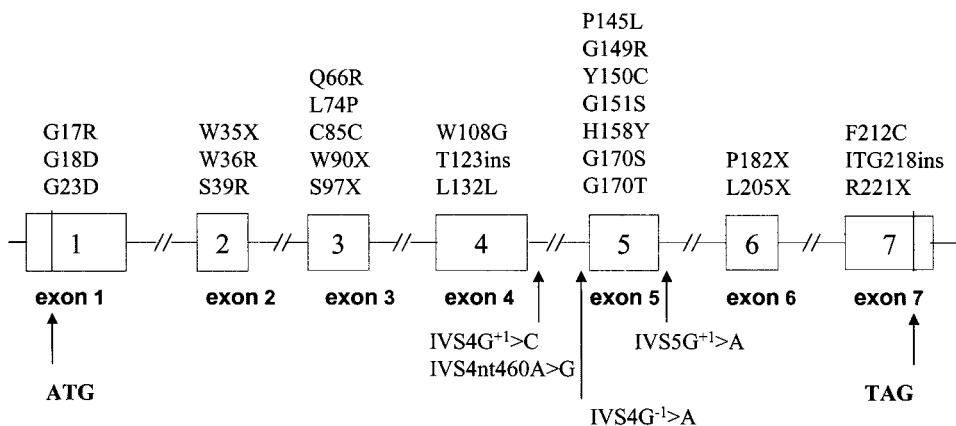 P145L
G149R
Y150C
G151S
H158Y
G170S
G170T
Q66R
L74P
C85C
W90X
S97X
G17R
G18D
G23D
W35X
W36R
S39R
W108G
T123ins
L132L
P182X
L205X
F212C
ITG218ins
R221X
1 // 2 // 3 // 4 // 5 // 6 // 7
exon 1 exon 2 exon 3 exon 4 exon 5 exon 6 exon 7
IVS4G+1>C
IVS4nt460A>G
IVS5G+1>A
ATG
TAG
IVS4G-1>A